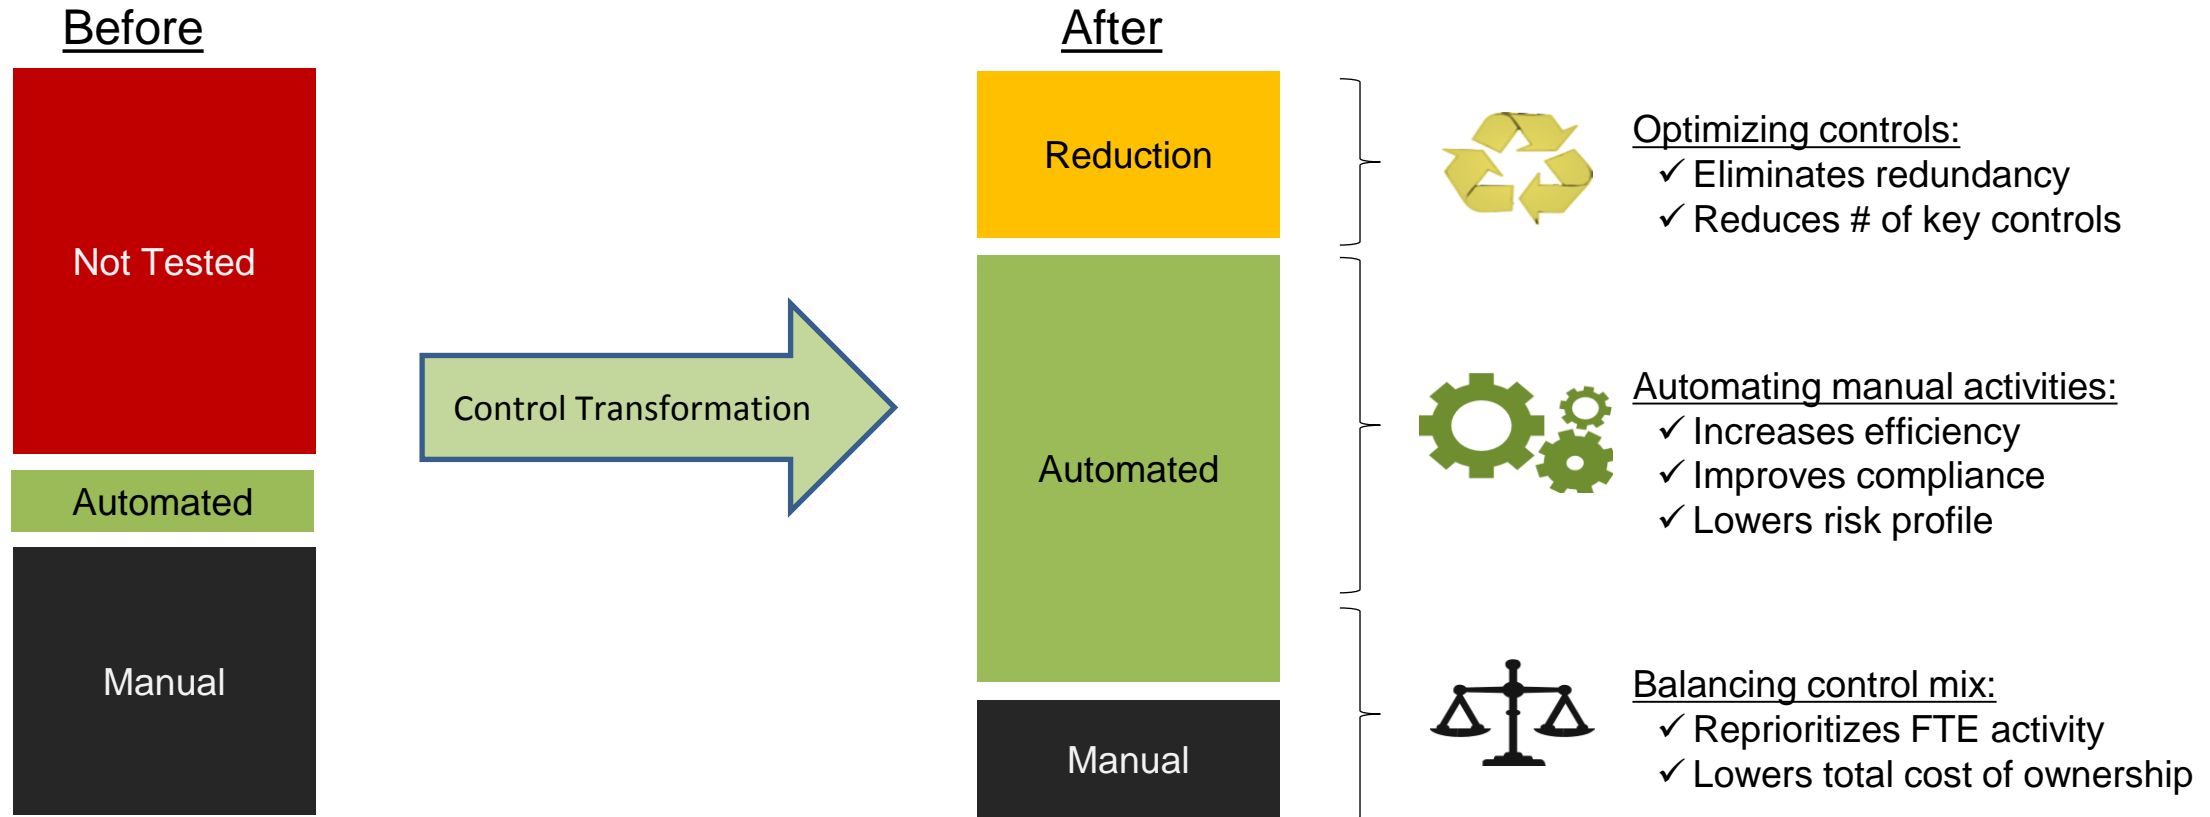 Before
Not Tested
Automated
Manual
Control Transformation
After
Reduction
Automated
Manual
Optimizing controls:
✓ Eliminates redundancy
✓ Reduces # of key controls
Automating manual activities:
✓ Increases efficiency
✓ Improves compliance
✓ Lowers risk profile
Balancing control mix:
✓ Reprioritizes FTE activity
✓ Lowers total cost of ownership